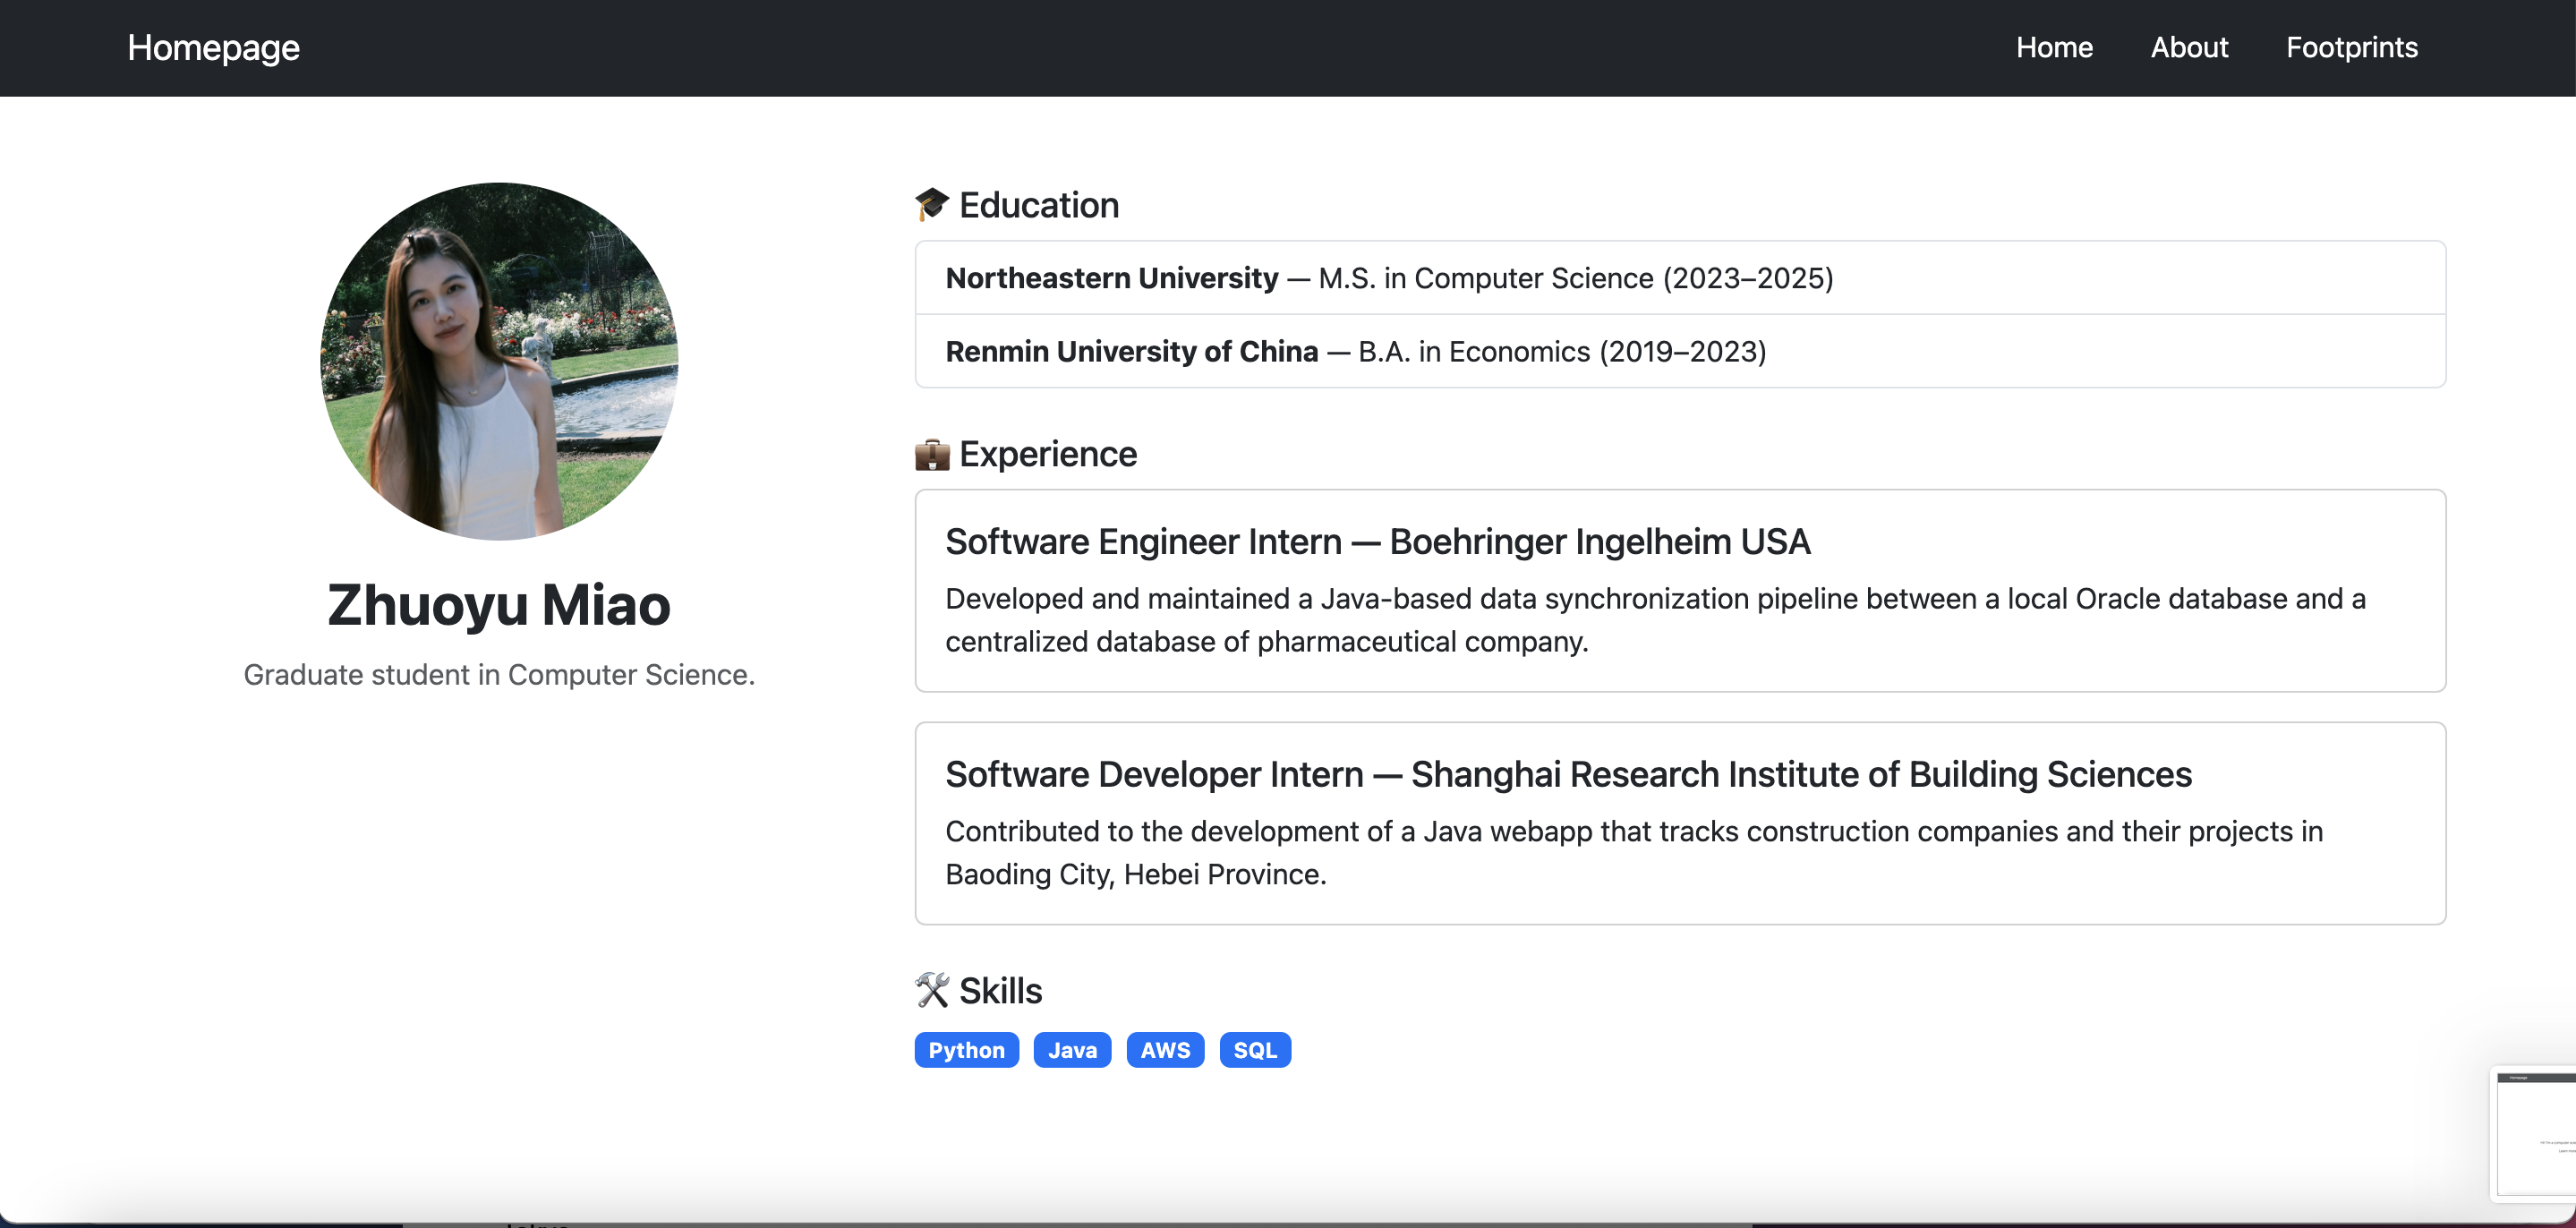 Homepage
Home About Footprints
Zhuoyu Miao
Graduate student in Computer Science.
🎓 Education
Northeastern University — M.S. in Computer Science (2023–2025)
Renmin University of China — B.A. in Economics (2019–2023)
💼 Experience
Software Engineer Intern — Boehringer Ingelheim USA
Developed and maintained a Java-based data synchronization pipeline between a local Oracle database and a
centralized database of pharmaceutical company.
Software Developer Intern — Shanghai Research Institute of Building Sciences
Contributed to the development of a Java webapp that tracks construction companies and their projects in
Baoding City, Hebei Province.
🛠 Skills
Python Java AWS SQL